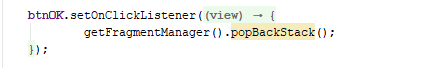 btnOK.setOnClickListener((view) → {
getFragmentManager().popBackStack();
});